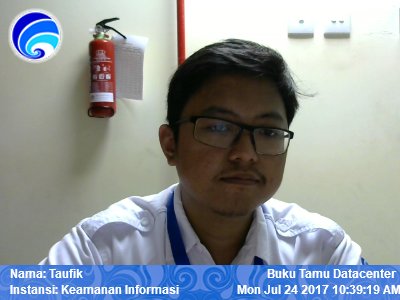 Nama: Taufik
Buku Tamu Datacenter
Instansi: Keamanan Informasi
Mon Jul 24 2017 10:39:19 AM